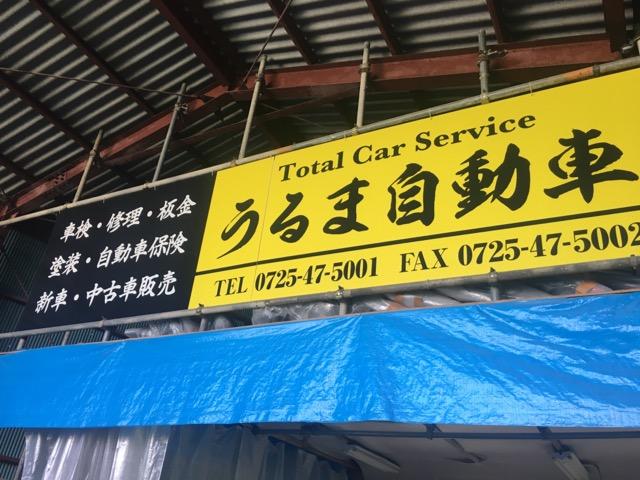 車検・修理・板金
塗装・自動車保険
新車・中古車販売
Total Car Service
うるま自動車
TEL 0725-47-5001 FAX 0725-47-5002